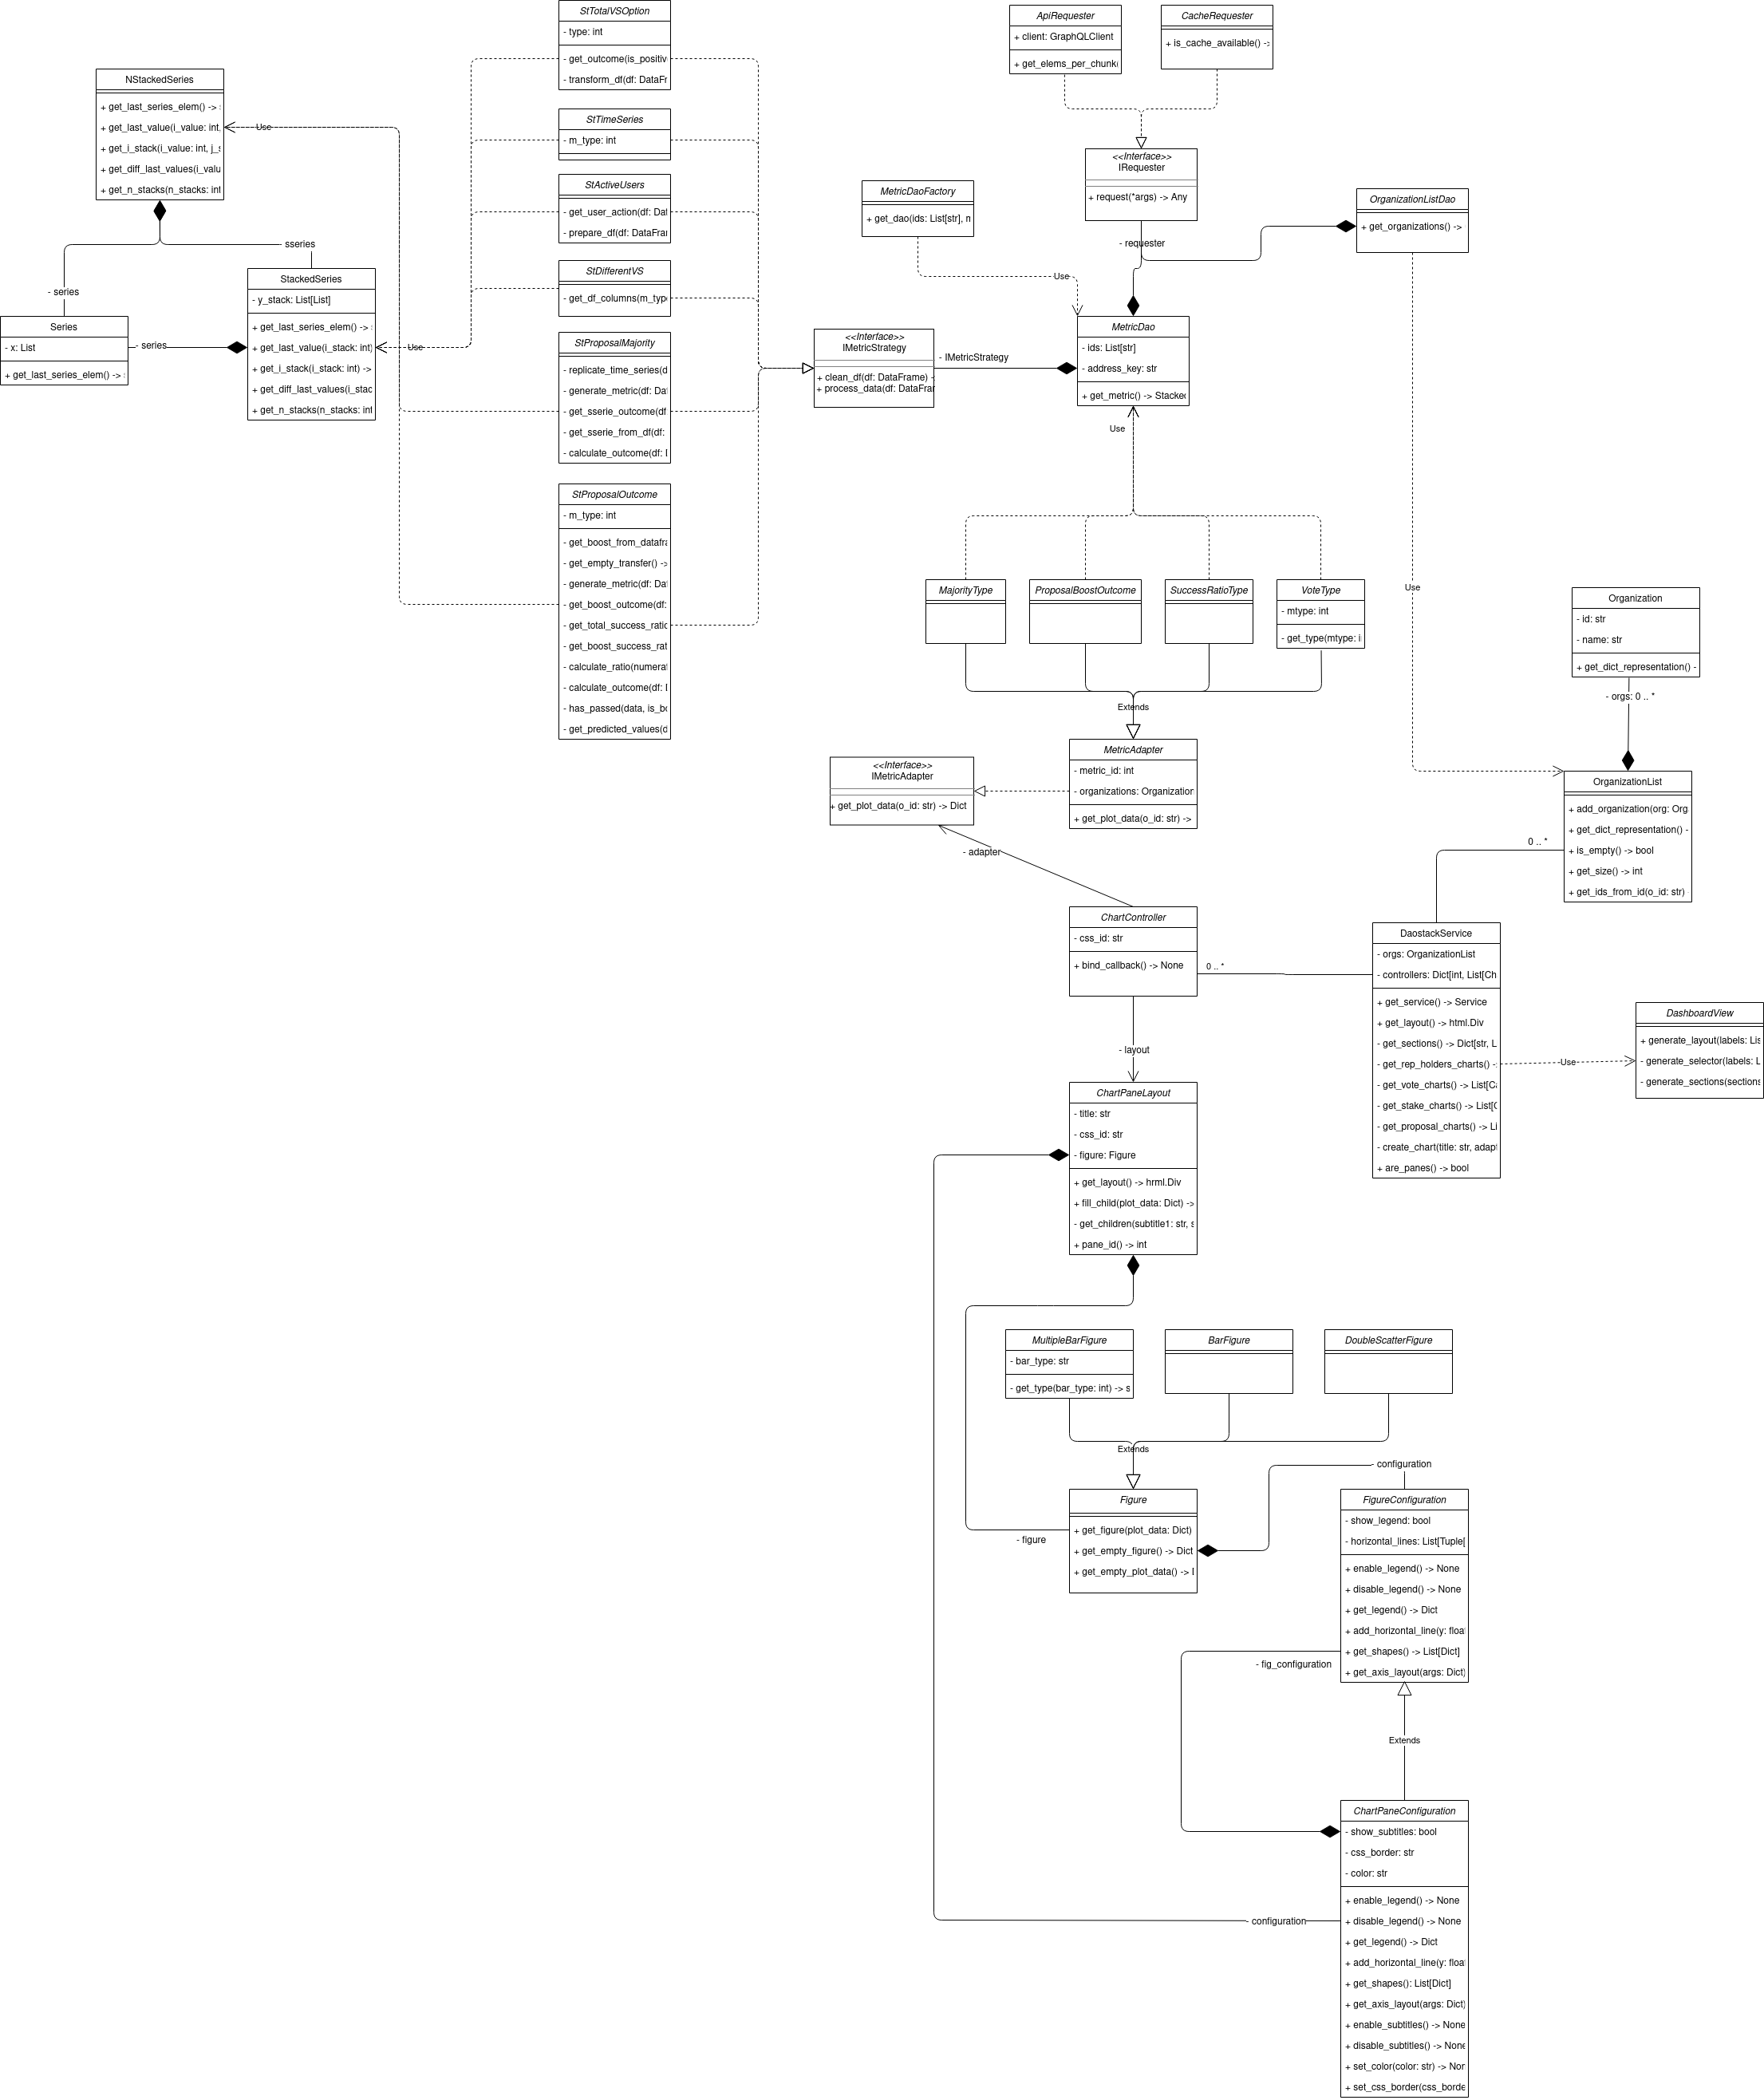 StTotalVSOption
- type: int
- get_outcome(is_positiv
- transform_df(df: DataFr
ApiRequester
+ client: GraphQLClient
+ get_elems_per_chunk(
CacheRequester
+ is_cache_available() -
NStackedSeries
+ get_last_series_elem() ->
+ get_last_value(i_value: int,
+ get_i_stack(i_value: int, j_s
+ get_diff_last_values(i_valu
+ get_n_stacks(n_stacks: int
Use
StTimeSeries
- m_type: int
<<Interface>>
IRequester
+ request(*args) -> Any
StActiveUsers
- get_user_action(df: Dat
- prepare_df(df: DataFrar
MetricDaoFactory
+ get_dao(ids: List[str], m
OrganizationListDao
+ get_organizations() ->
- requester
- sseries
StDifferentVS
- get_df_columns(m_type
Use
- series
StackedSeries
- y_stack: List[List]
+ get_last_series_elem() ->
+ get_last_value(i_stack: int)
+ get_i_stack(i_stack: int) ->
+ get_diff_last_values(i_stac
+ get_n_stacks(n_stacks: int
Series
- x: List
+ get_last_series_elem() ->
- series
Use
StProposalMajority
- replicate_time_series(d
- generate_metric(df: Dat
- get_sserie_outcome(df
- get_sserie_from_df(df:
- calculate_outcome(df: D
<<Interface>>
IMetricStrategy
+ clean_df(df: DataFrame) -
+ process_data(df: DataFrar
- IMetricStrategy
MetricDao
- ids: List[str]
- address_key: str
+ get_metric() -> Stacked
Use
StProposalOutcome
- m_type: int
- get_boost_from_datafra
- get_empty_transfer() ->
- generate_metric(df: Dat
- get_boost_outcome(df:
- get_total_success_ratio
- get_boost_success_rat
- calculate_ratio(numerat
- calculate_outcome(df: D
- has_passed(data, is_bo
- get_predicted_values(d
MajorityType
ProposalBoostOutcome
SuccessRatioType
VoteType
- mtype: int
- get_type(mtype: i
Use
Organization
- id: str
- name: str
+ get_dict_representation() -
- orgs: 0 .. *
Extends
MetricAdapter
- metric_id: int
- organizations: Organization
+ get_plot_data(o_id: str) ->
<<Interface>>
IMetricAdapter
+ get_plot_data(o_id: str) -> Dict
OrganizationList
+ add_organization(org: Org
+ get_dict_representation() -
+ is_empty() -> bool
+ get_size() -> int
+ get_ids_from_id(o_id: str)
0 .. *
- adapter
ChartController
- css_id: str
+ bind_callback() -> None
0 .. *
DaostackService
- orgs: OrganizationList
- controllers: Dict[int, List[Ch
+ get_service() -> Service
+ get_layout() -> html.Div
- get_sections() -> Dict[str, L
- get_rep_holders_charts() -
- get_vote_charts() -> List[Ca
- get_stake_charts() -> List[C
- get_proposal_charts() -> Li
- create_chart(title: str, adapt
+ are_panes() -> bool
Use
DashboardView
+ generate_layout(labels: Lis
- generate_selector(labels: L
- generate_sections(sections
- layout
ChartPaneLayout
- title: str
- css_id: str
- figure: Figure
+ get_layout() -> hrml.Div
+ fill_child(plot_data: Dict) ->
- get_children(subtitle1: str, s
+ pane_id() -> int
MultipleBarFigure
- bar_type: str
- get_type(bar_type: int) -> s
BarFigure
DoubleScatterFigure
Extends
- configuration
Figure
+ get_figure(plot_data: Dict)
+ get_empty_figure() -> Dict
+ get_empty_plot_data() -> D
- figure
FigureConfiguration
- show_legend: bool
- horizontal_lines: List[Tuple[
+ enable_legend() -> None
+ disable_legend() -> None
+ get_legend() -> Dict
+ add_horizontal_line(y: floa
+ get_shapes() -> List[Dict]
+ get_axis_layout(args: Dict)
- fig_configuration
Extends
ChartPaneConfiguration
- show_subtitles: bool
- css_border: str
- color: str
+ enable_legend() -> None
+ disable_legend() -> None
+ get_legend() -> Dict
+ add_horizontal_line(y: floa
+ get_shapes(): List[Dict]
+ get_axis_layout(args: Dict)
+ enable_subtitles() -> None
+ disable_subtitles() -> None
+ set_color(color: str) -> Non
+ set_css_border(css_borde
- configuration